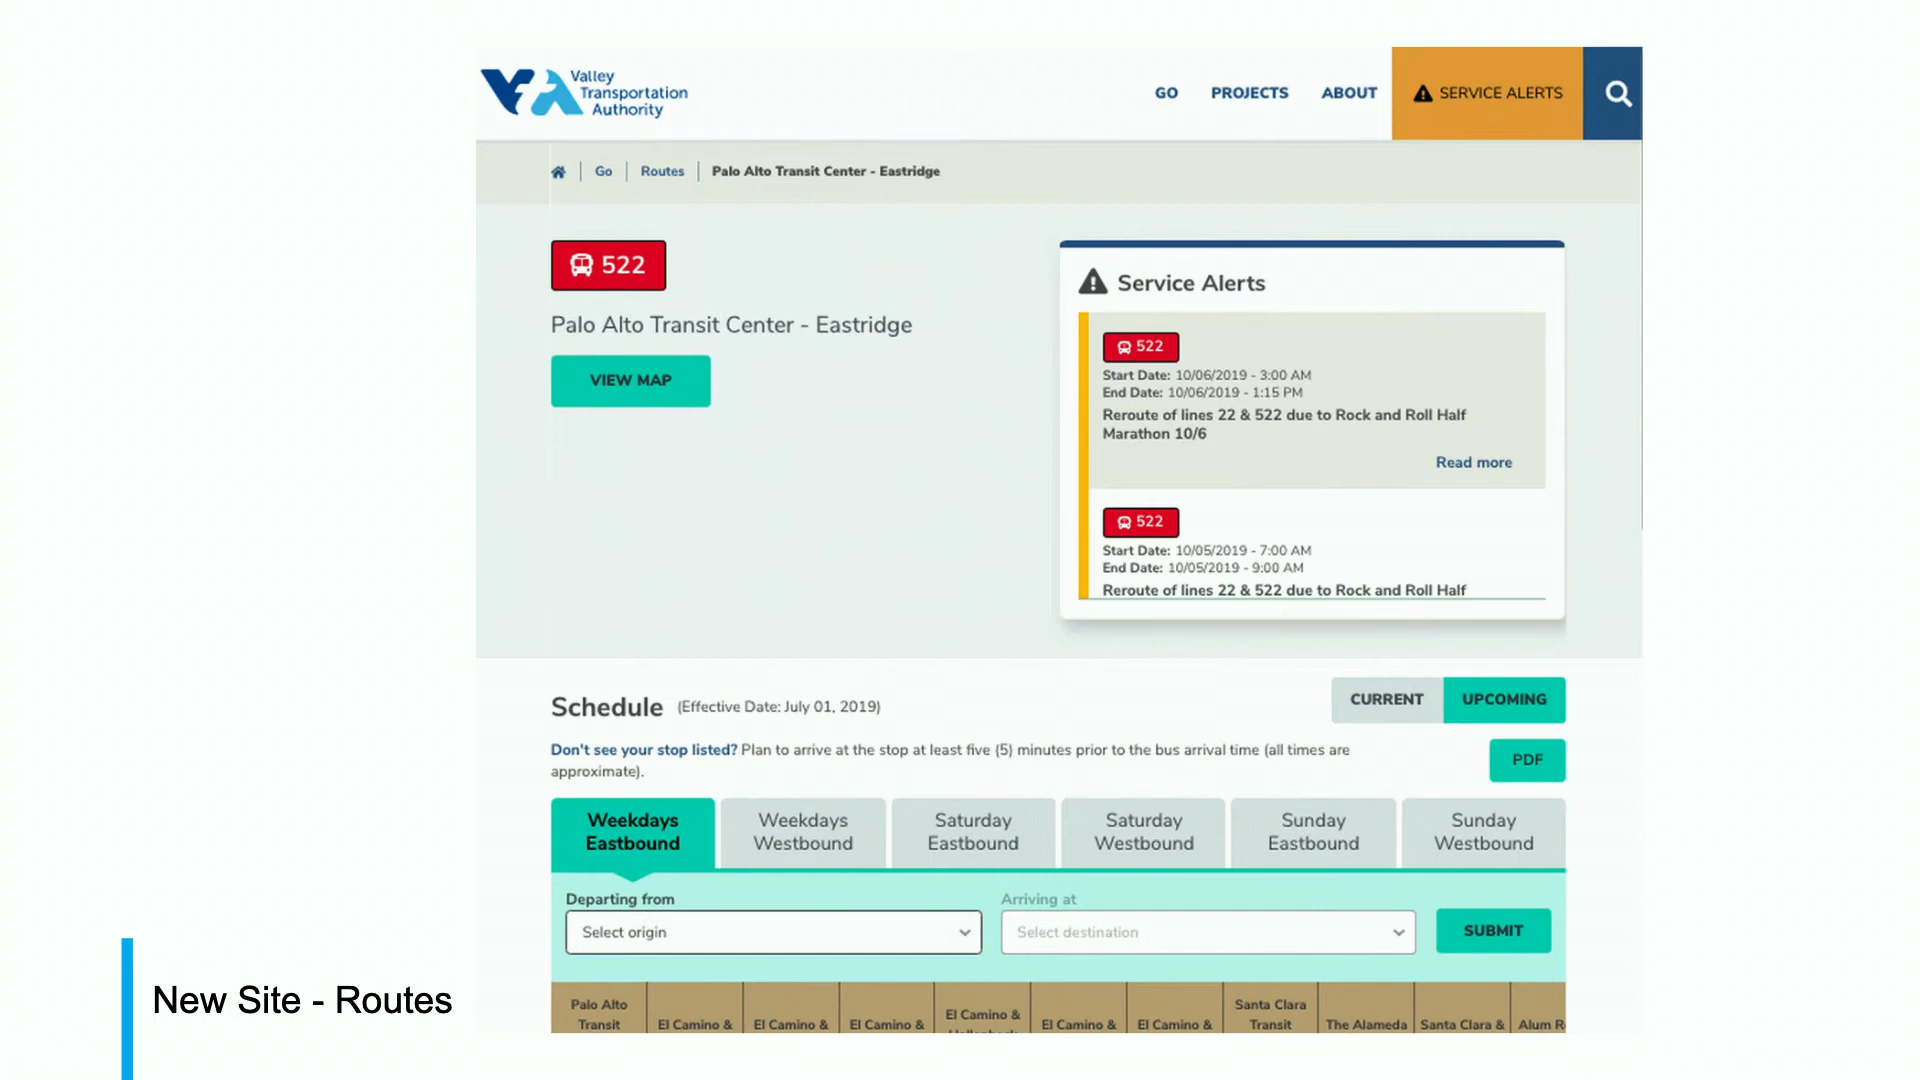 Valley
Transportation
Authority
GO PROJECTS ABOUT SERVICE ALERTS
Go Routes Palo Alto Transit Center - Eastridge
522
Palo Alto Transit Center - Eastridge
VIEW MAP
Service Alerts
522
Start Date: 10/06/2019 - 3:00 AM
End Date: 10/06/2019 - 1:15 PM
Reroute of lines 22 & 522 due to Rock and Roll Half
Marathon 10/6
Read more
522
Start Date: 10/05/2019 - 7:00 AM
End Date: 10/05/2019 - 9:00 AM
Reroute of lines 22 & 522 due to Rock and Roll Half
Schedule (Effective Date: July 01, 2019)
CURRENT UPCOMING
Don't see your stop listed? Plan to arrive at the stop at least five (5) minutes prior to the bus arrival time (all times are
approximate).
PDF
Weekdays
Eastbound
Weekdays
Westbound
Saturday
Eastbound
Saturday
Westbound
Sunday
Eastbound
Sunday
Westbound
Departing from
Select origin
Arriving at
Select destination
SUBMIT
Palo Alto
Transit
El Camino &
El Camino &
El Camino &
El Camino &
El Camino &
El Camino &
Santa Clara
Transit
The Alameda
Santa Clara &
Alum
New Site - Routes